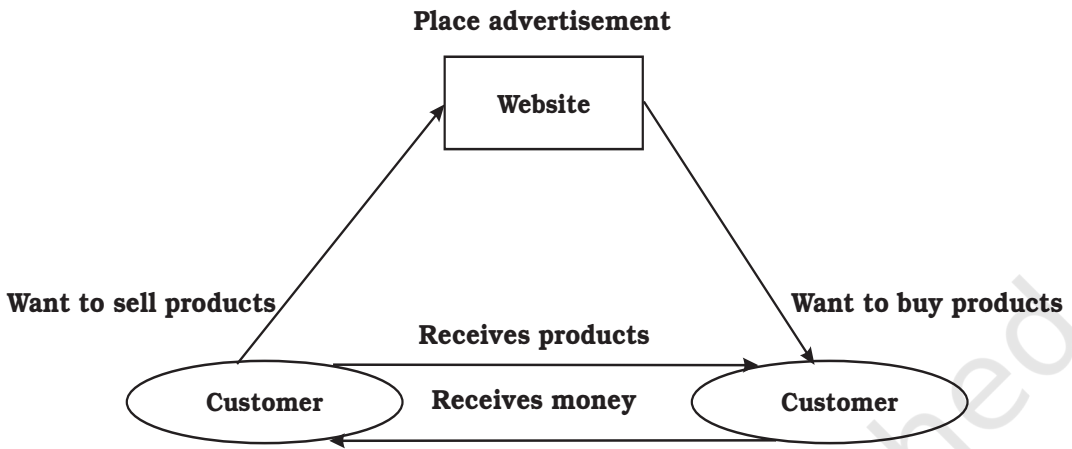 Place advertisement
Website
Want to sell products
Want to buy products
Receives products
Customer
Receives money
Customer